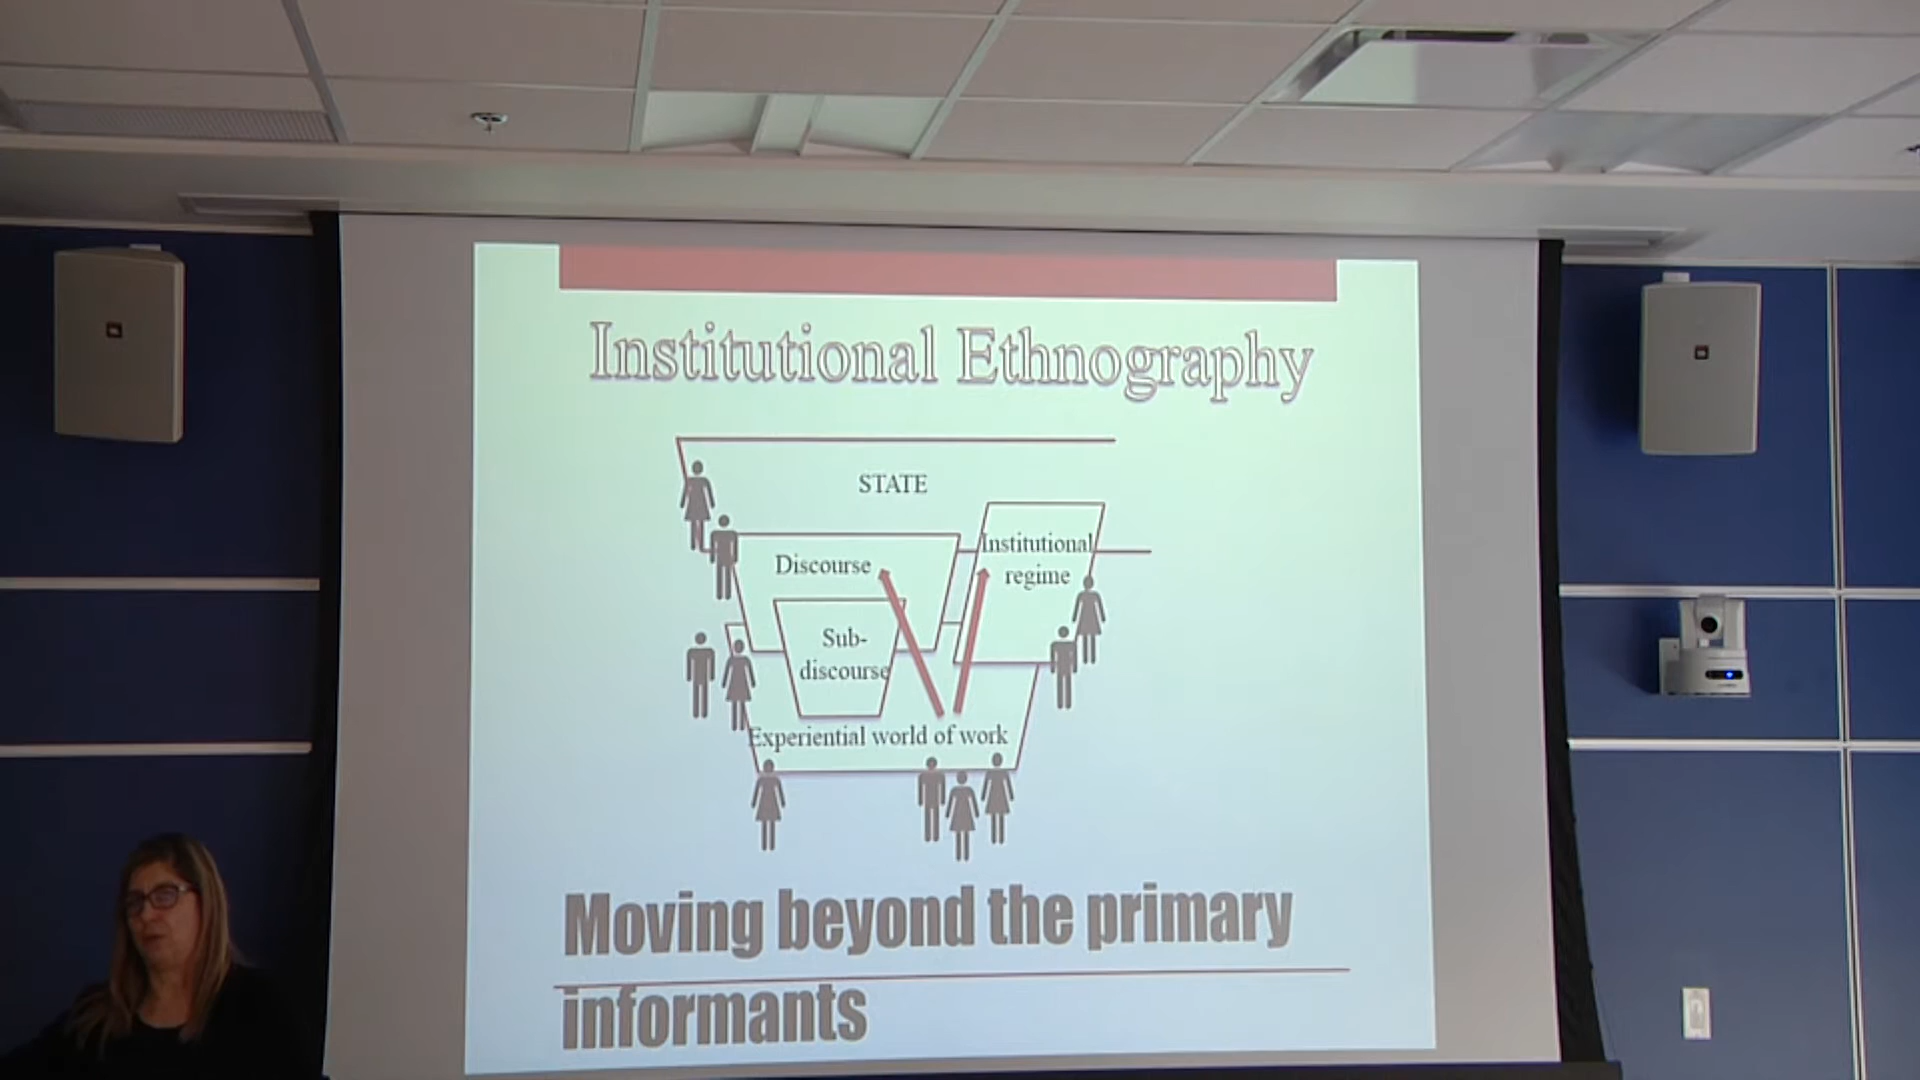 Institutional Ethnography
STATE
Institutional
regime
Discourse
Sub-
discourse
Experiential world of work
Moving beyond the primary
informants